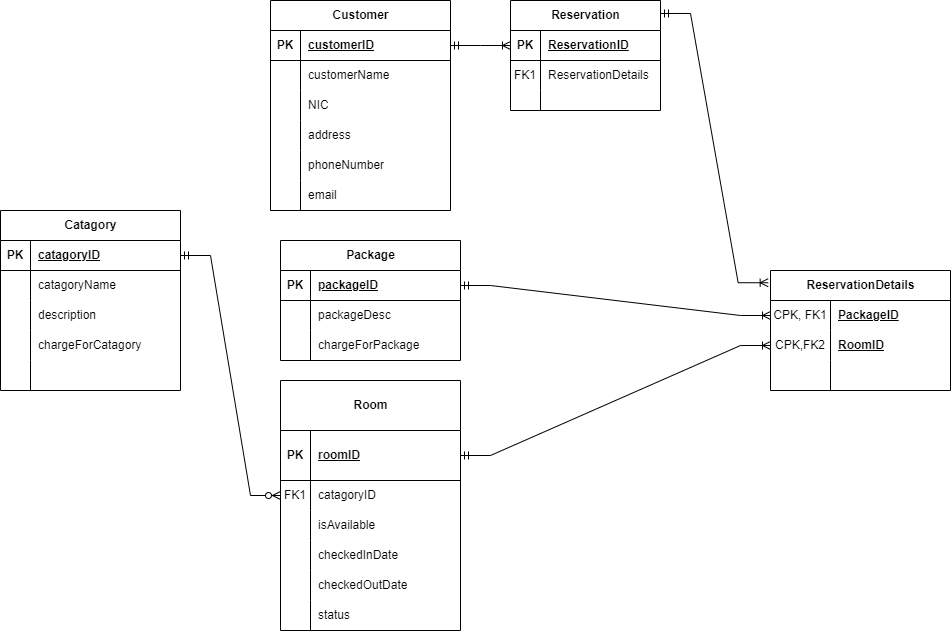 Customer
PK customerID
customerName
NIC
address
phoneNumber
email
Reservation
PK ReservationID
FK1 ReservationDetails
Catagory
PK catagoryID
catagoryName
description
chargeForCatagory
Package
PK packageID
packageDesc
chargeForPackage
ReservationDetails
CPK, FK1 PackageID
CPK,FK2 RoomID
Room
PK roomID
FK1 catagoryID
isAvailable
checkedInDate
checkedOutDate
status